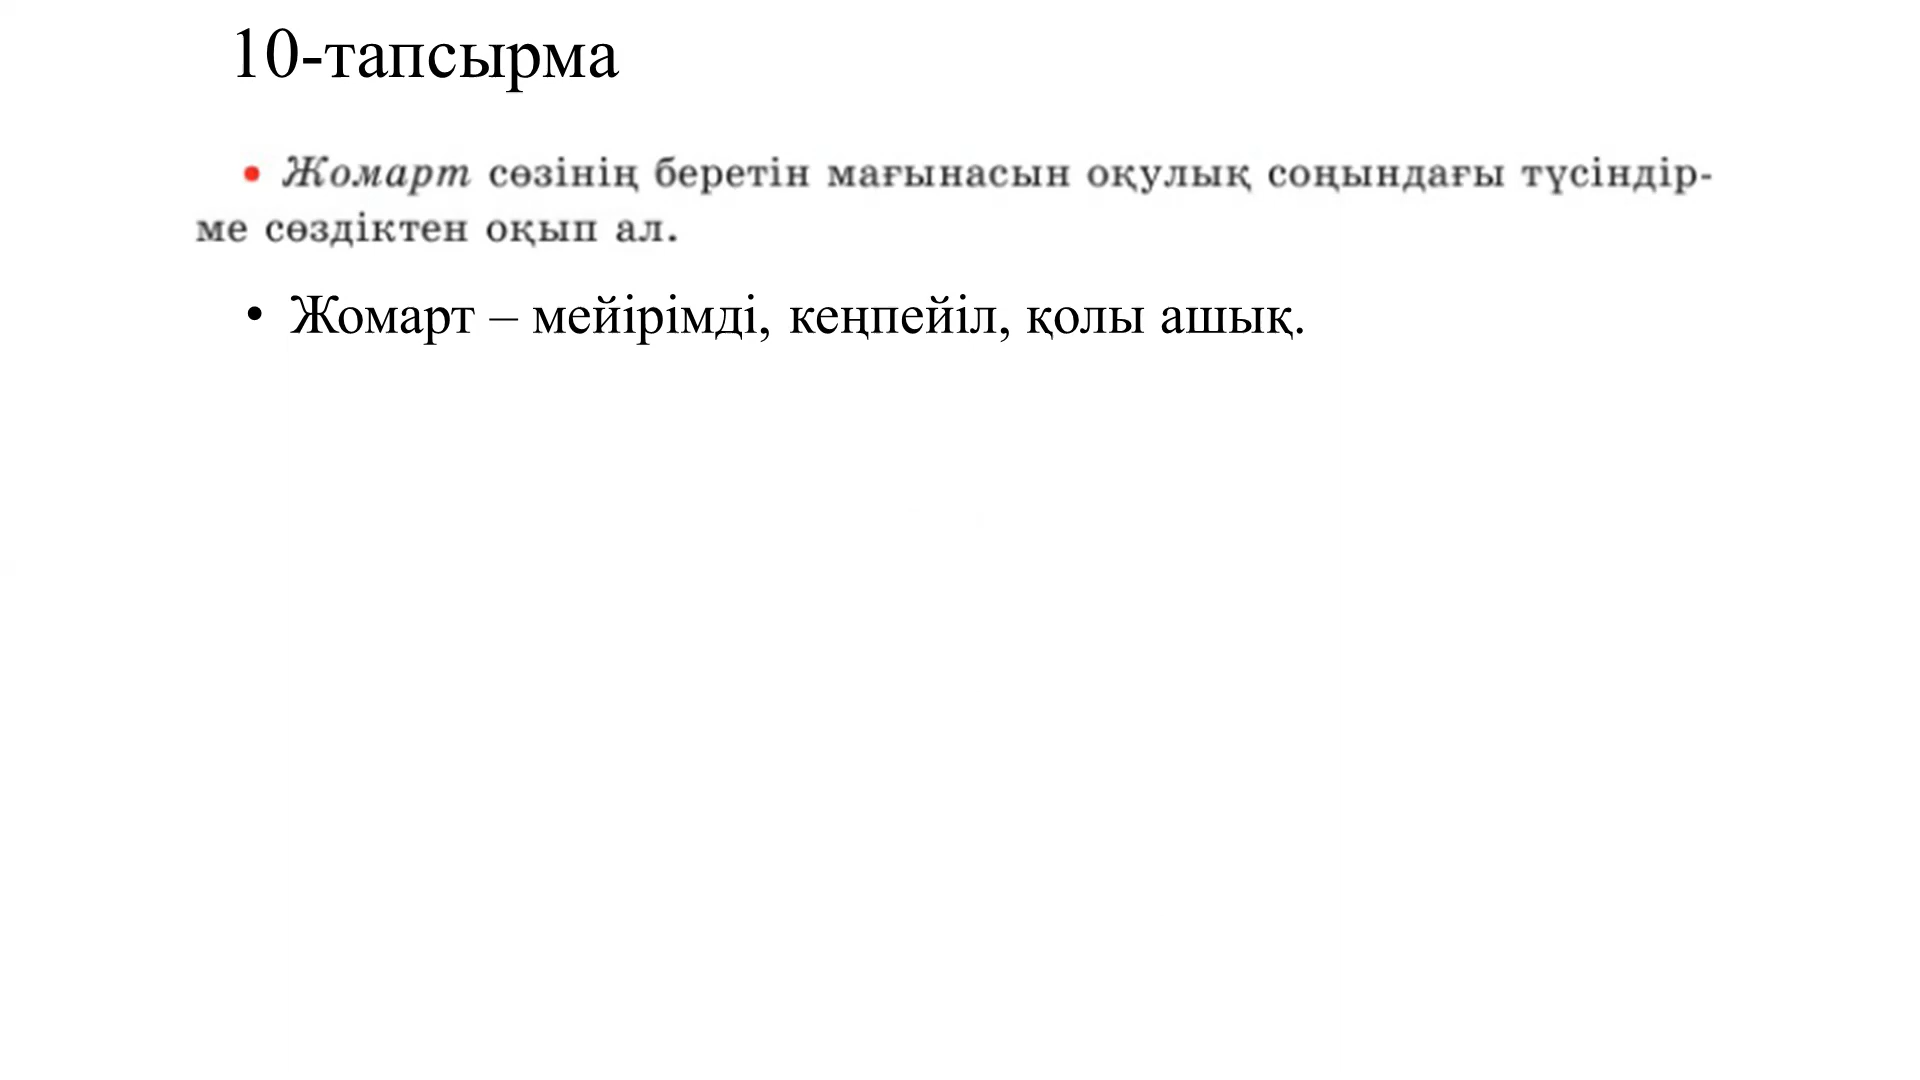 10-тапсырма
• Жомарт сөзінің беретін мағынасын оқулық соңындағы түсіндір-
ме сөздіктен оқып ал.
• Жомарт – мейірімді, кеңпейіл, қолы ашық.